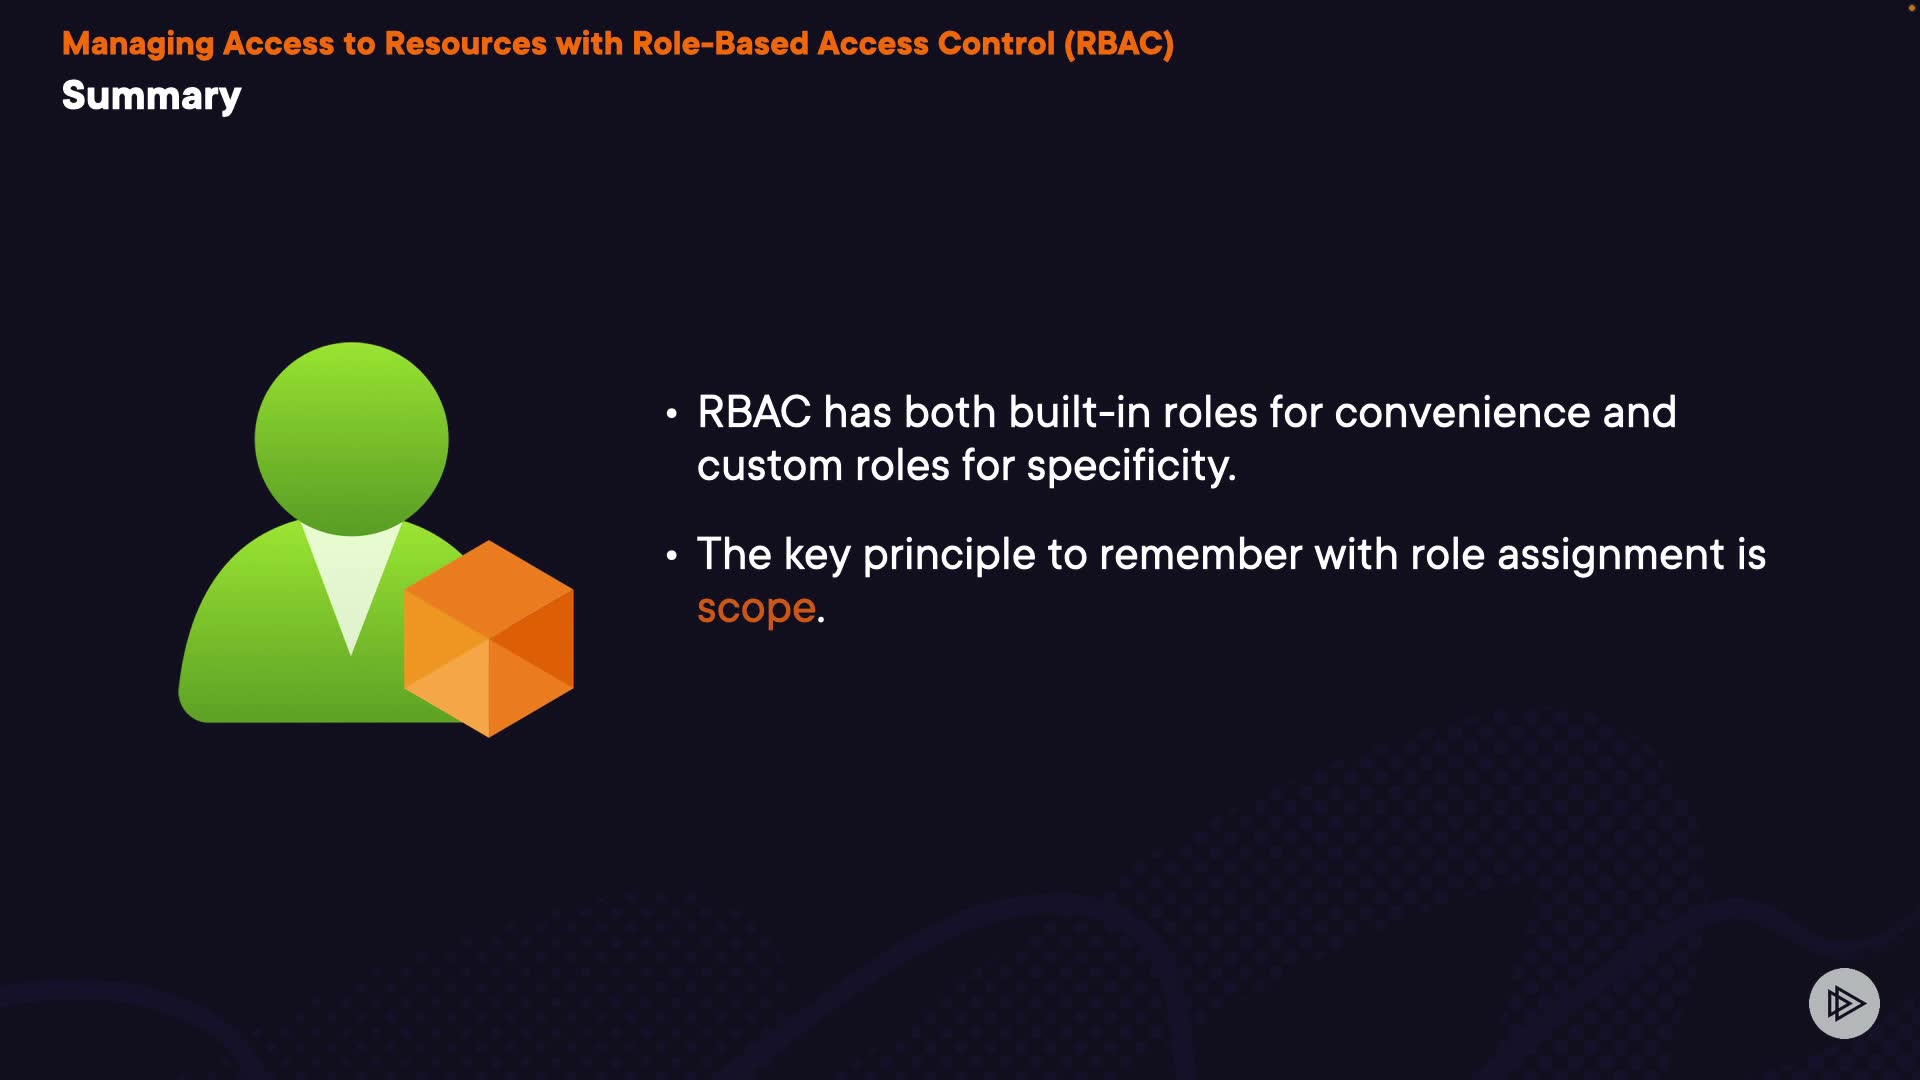 Managing Access to Resources with Role-Based Access Control (RBAC)
Summary
• RBAC has both built-in roles for convenience and
custom roles for specificity.
• The key principle to remember with role assignment is
scope.